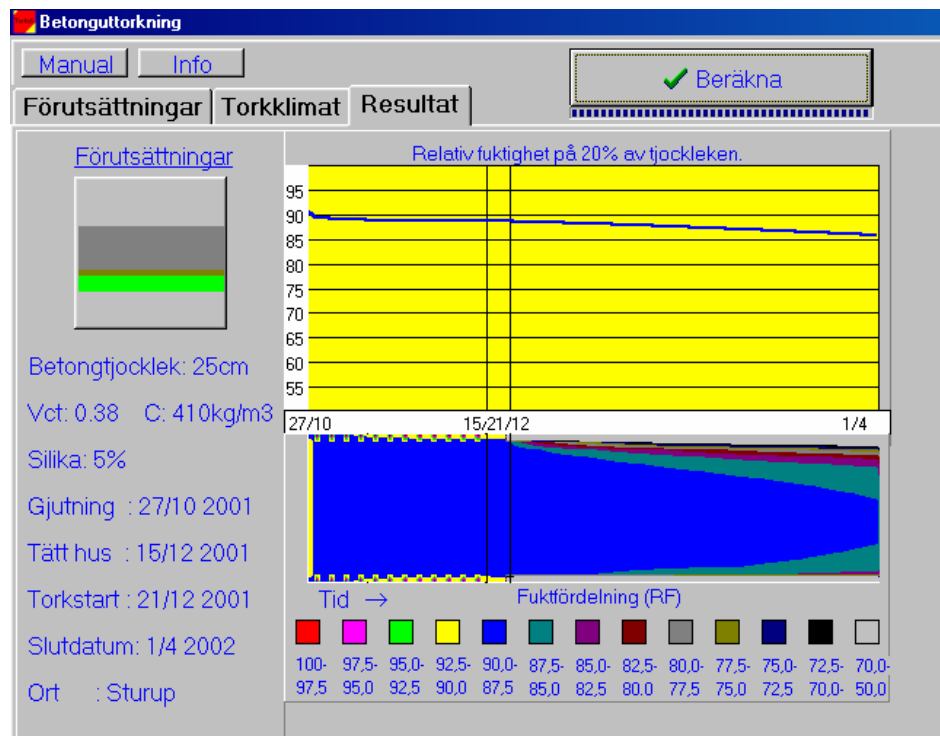 Betonguttorkning
Manual Info
Beräkna
Förutsättningar Torkklimat Resultat
Förutsättningar
Betongtjocklek: 25cm
Vct: 0.38 C: 410kg/m3
Silika: 5%
Gjutning : 27/10 2001
Tätt hus : 15/12 2001
Torkstart : 21/12 2001
Slutdatum: 1/4 2002
Ort : Sturup
Relativ fuktighet på 20% av tjockleken.
95
90
85
80
75
70
65
60
55
27/10 15/21/12 1/4
Tid → Fuktfördelning (RF)
100- 97,5- 95,0- 92,5- 90,0- 87,5- 85,0- 82,5- 80,0- 77,5- 75,0- 72,5- 70,0-
97,5 95,0 92,5 90,0 87,5 85,0 82,5 80.0 77,5 75,0 72,5 70,0- 50,0